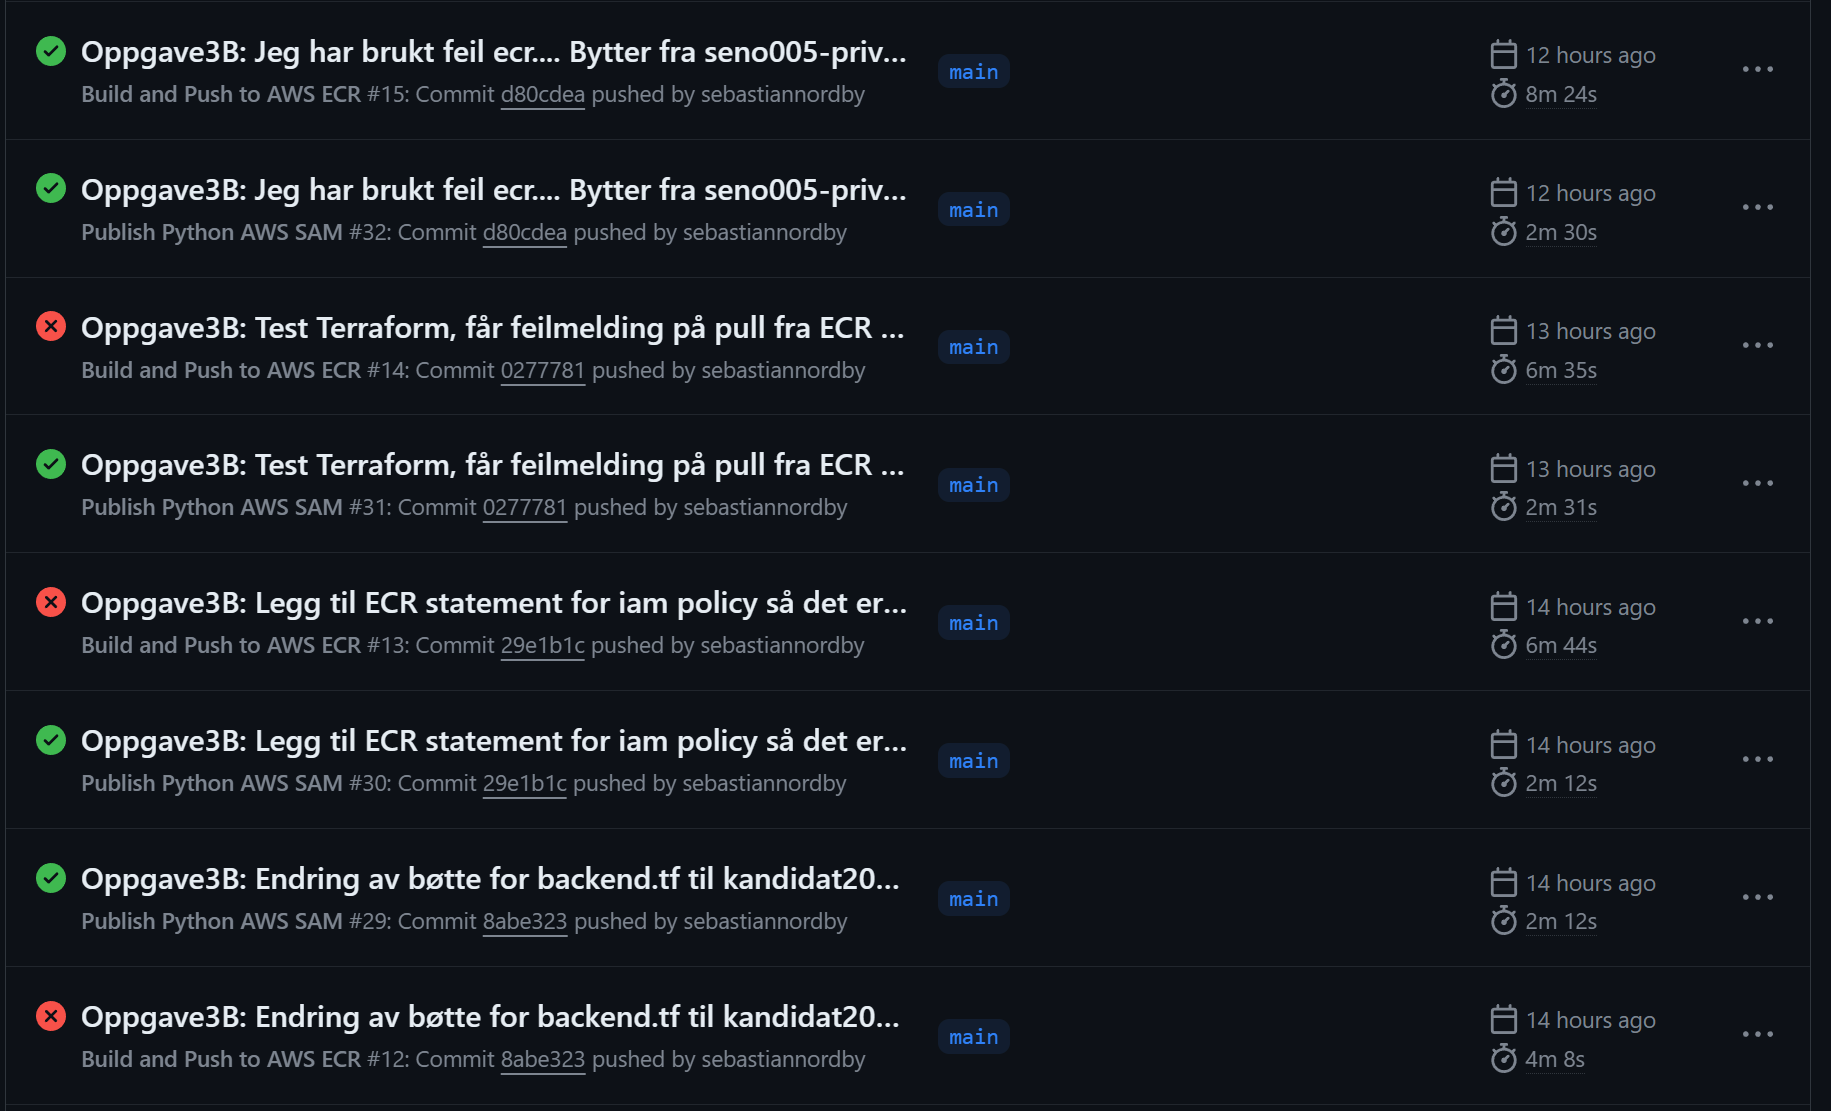 Oppgave3B: Jeg har brukt feil ecr.... Bytter fra seno005-priv...
main
12 hours ago
Build and Push to AWS ECR #15: Commit d80cdea pushed by sebastiannordby
8m 24s
Oppgave3B: Jeg har brukt feil ecr.... Bytter fra seno005-priv...
main
12 hours ago
Publish Python AWS SAM #32: Commit d80cdea pushed by sebastiannordby
2m 30s
Oppgave3B: Test Terraform, får feilmelding på pull fra ECR ...
main
13 hours ago
Build and Push to AWS ECR #14: Commit 0277781 pushed by sebastiannordby
6m 35s
Oppgave3B: Test Terraform, får feilmelding på pull fra ECR ...
main
13 hours ago
Publish Python AWS SAM #31: Commit 0277781 pushed by sebastiannordby
2m 31s
Oppgave3B: Legg til ECR statement for iam policy så det er...
main
14 hours ago
Build and Push to AWS ECR #13: Commit 29e1b1c pushed by sebastiannordby
6m 44s
Oppgave3B: Legg til ECR statement for iam policy så det er...
main
14 hours ago
Publish Python AWS SAM #30: Commit 29e1b1c pushed by sebastiannordby
2m 12s
Oppgave3B: Endring av bøtte for backend.tf til kandidat20...
main
14 hours ago
Publish Python AWS SAM #29: Commit 8abe323 pushed by sebastiannordby
2m 12s
Oppgave3B: Endring av bøtte for backend.tf til kandidat20...
main
14 hours ago
Build and Push to AWS ECR #12: Commit 8abe323 pushed by sebastiannordby
4m 8s